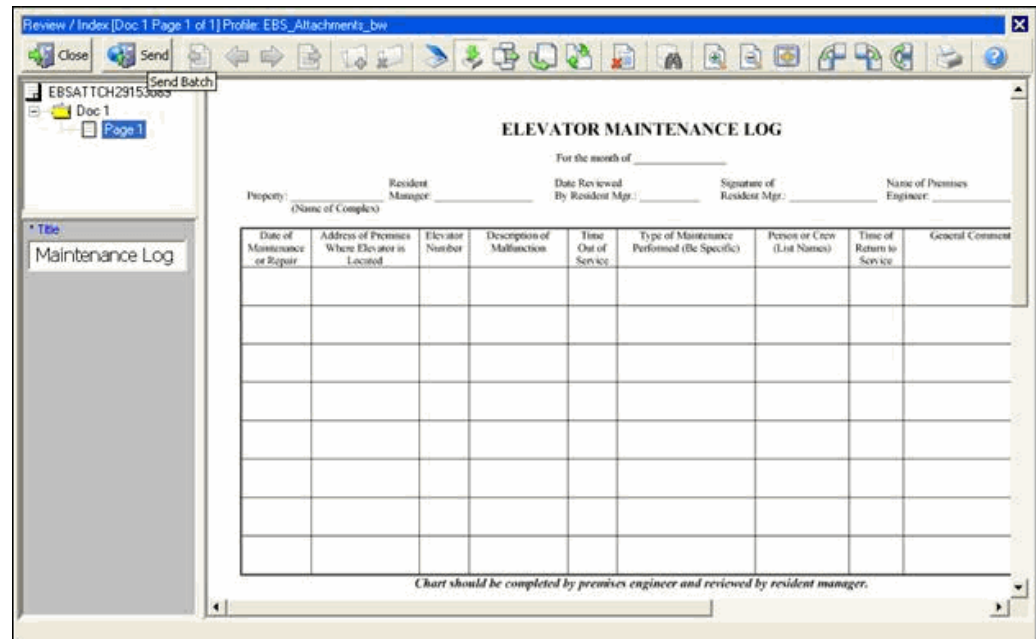 Review / Index [Doc 1 Page 1 of 1] Profile: EBS_Attachments_bw
Close Send
Send Batch
EBSATTCH29153089
Doc 1
Page 1
* Title
Maintenance Log
ELEVATOR MAINTENANCE LOG
For the month of
Resident Date Reviewed Signature of Name of Premises
Property: Manager: By Resident Mgr.: Resident Mgr.: Engineer:
(Name of Complex)
Date of Address of Premises Elevator Description of Time Type of Maintenance Person or Crew Time of General Comment
Maintenance Where Elevator is Number Malfunction Out of Performed (Be Specific) (List Names) Return to
or Repair Located Service Service
Chart should be completed by premises engineer and reviewed by resident manager.